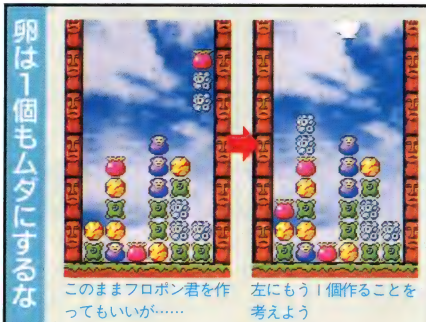 卵は1個もムダにするな
このままフロポン君を作
ってもいいが……
左にもう1個作ることを
考えよう